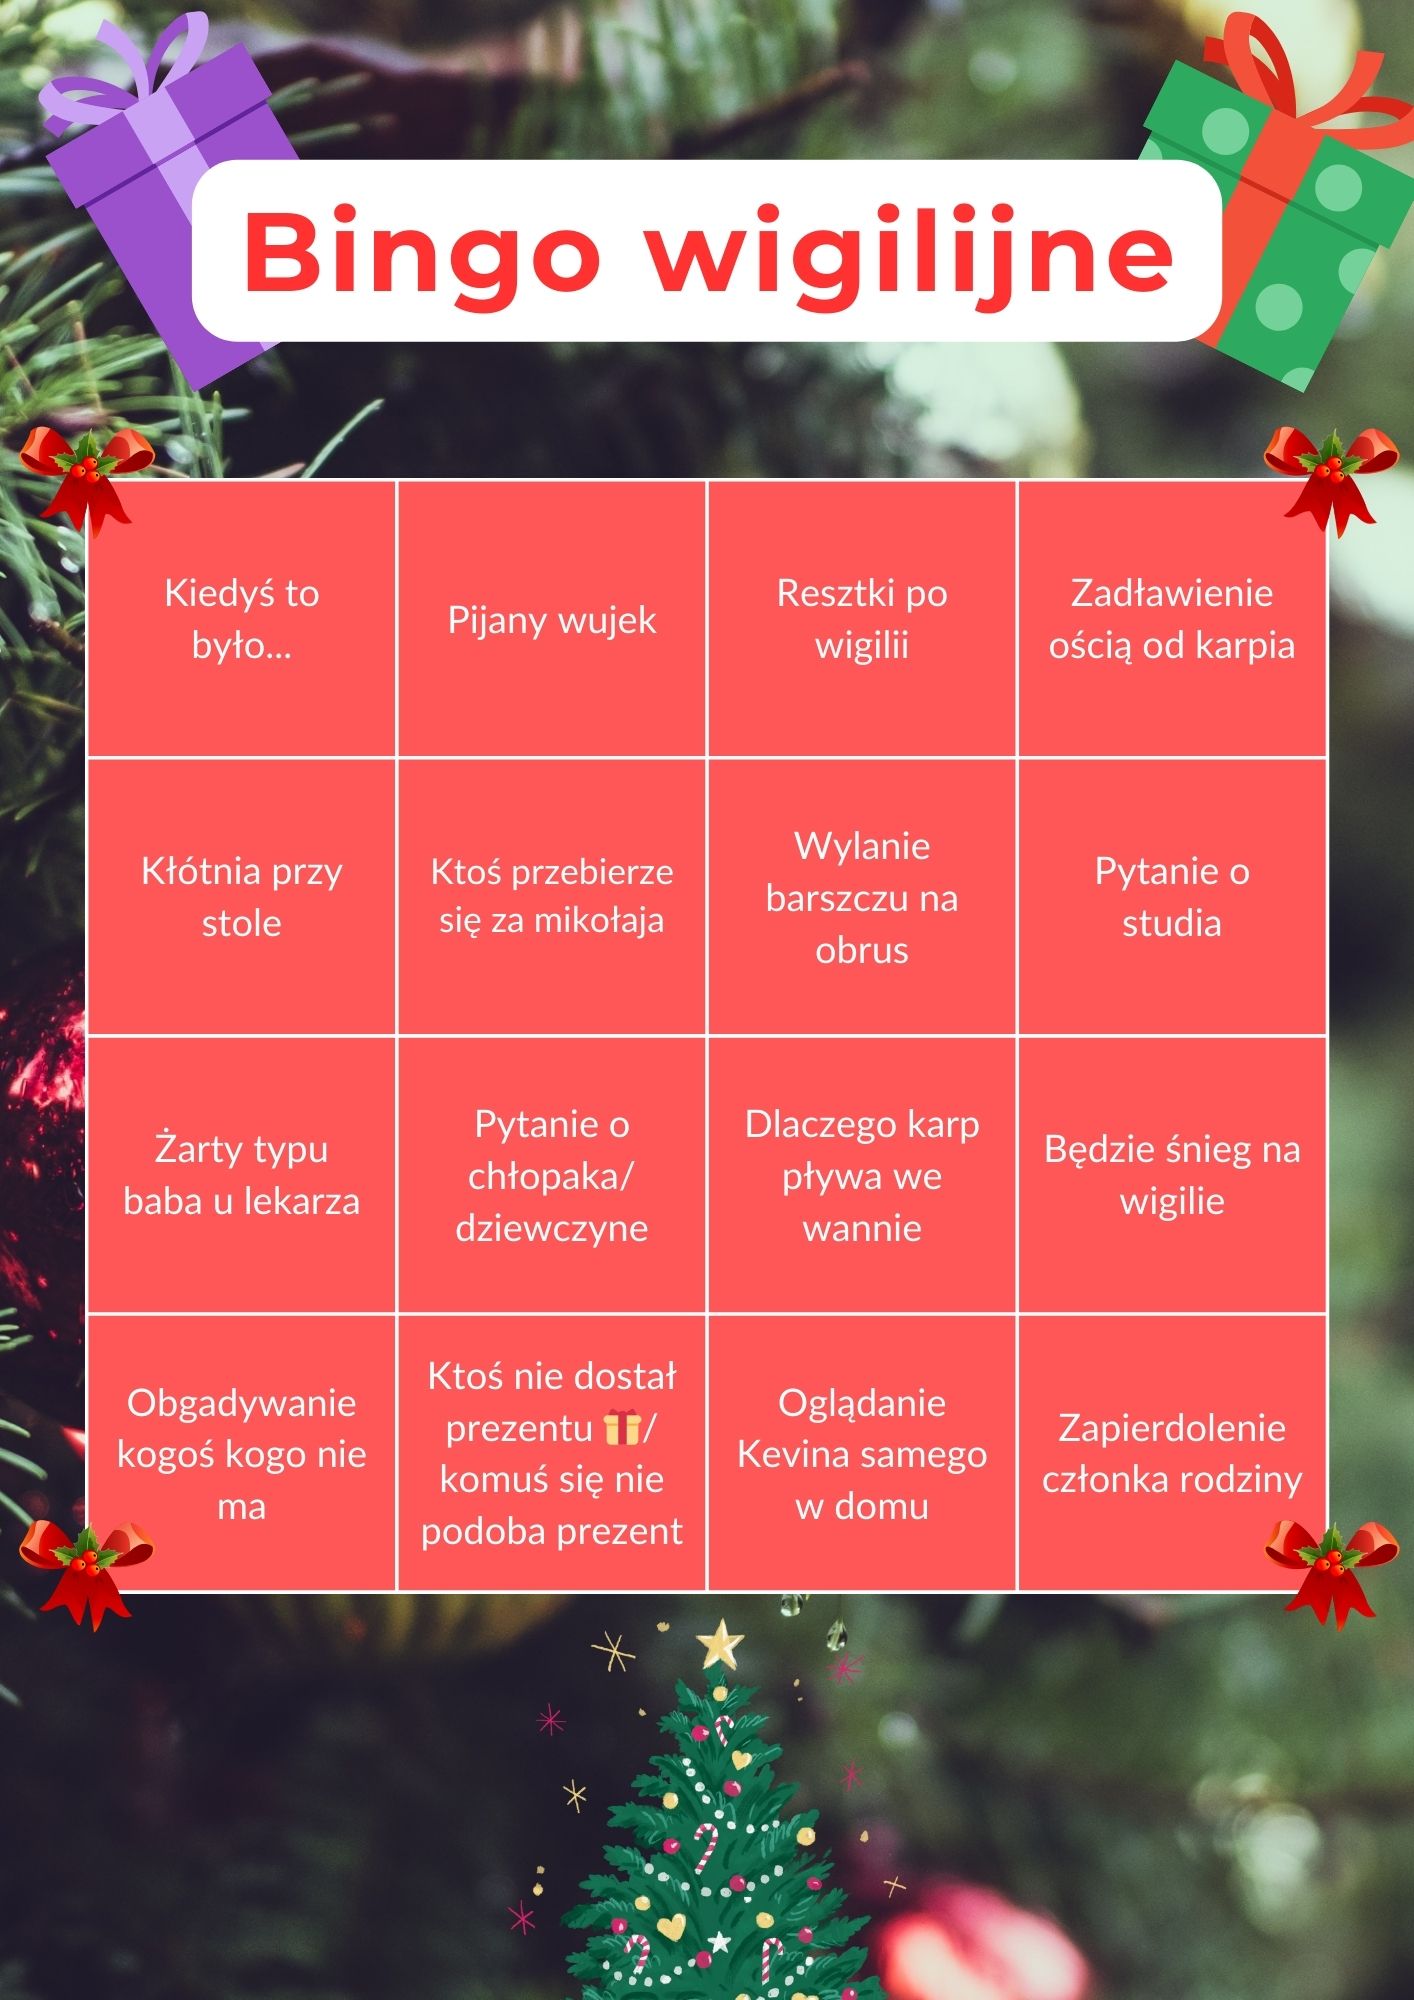 Bingo wigilijne
Kiedyś to
było...
Pijany wujek
Resztki po
wigilii
Zadławienie
ością od karpia
Kłótnia przy
stole
Ktoś przebierze
się za mikołaja
Wylanie
barszczu na
obrus
Pytanie o
studia
Żarty typu
baba u lekarza
Pytanie o
chłopaka/
dziewczyne
Dlaczego karp
pływa we
wannie
Będzie śnieg na
wigilie
Obgadywanie
kogoś kogo nie
ma
Ktoś nie dostał
prezentu 🎁/
komuś się nie
podoba prezent
Oglądanie
Kevina samego
w domu
Zapierdolenie
członka rodziny